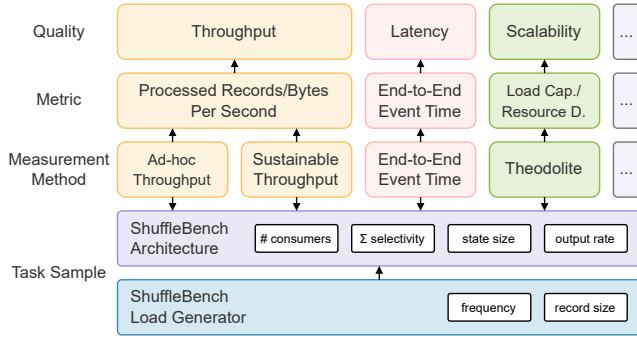 Quality
Throughput
Latency
Scalability
...
Metric
Processed Records/Bytes
Per Second
End-to-End
Event Time
Load Cap./
Resource D.
...
Measurement
Method
Ad-hoc
Throughput
Sustainable
Throughput
End-to-End
Event Time
Theodolite
...
Task Sample
ShuffleBench
Architecture
# consumers
Σ selectivity
state size
output rate
ShuffleBench
Load Generator
frequency
record size